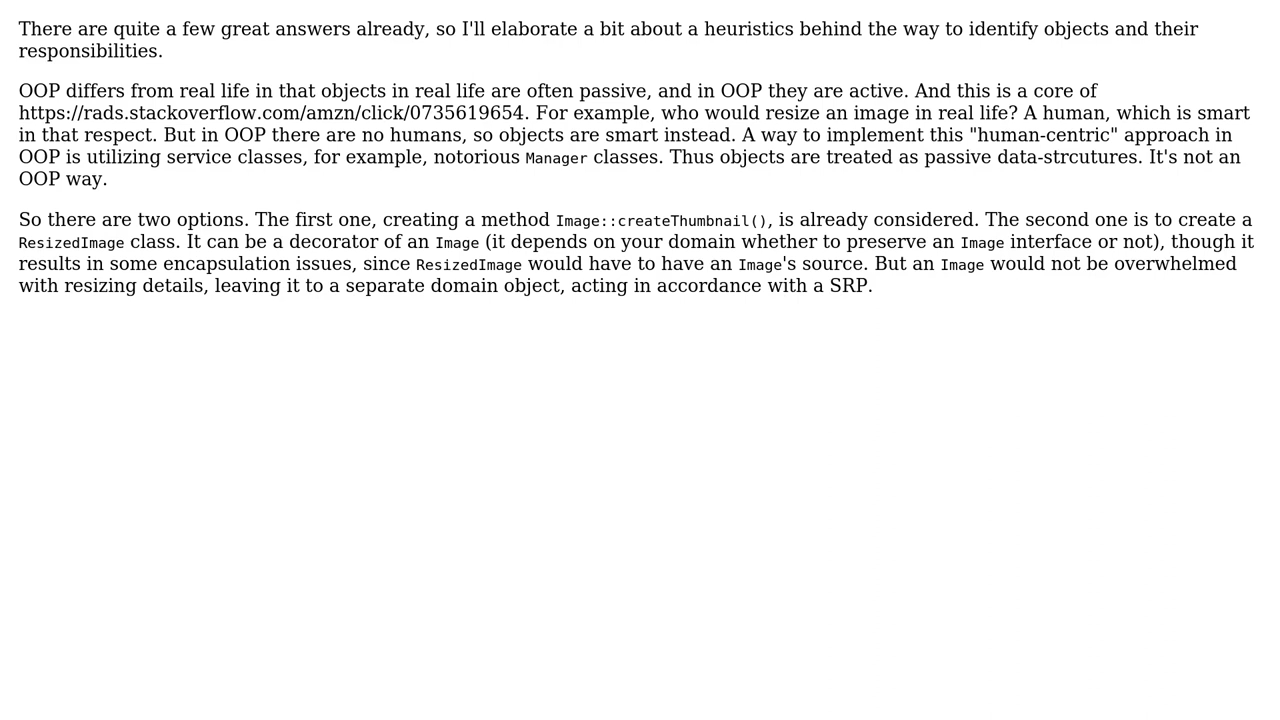 There are quite a few great answers already, so I'll elaborate a bit about a heuristics behind the way to identify objects and their
responsibilities.
OOP differs from real life in that objects in real life are often passive, and in OOP they are active. And this is a core of
https://rads.stackoverflow.com/amzn/click/0735619654. For example, who would resize an image in real life? A human, which is smart
in that respect. But in OOP there are no humans, so objects are smart instead. A way to implement this "human-centric" approach in
OOP is utilizing service classes, for example, notorious Manager classes. Thus objects are treated as passive data-strcutures. It's not an
OOP way.
So there are two options. The first one, creating a method Image::createThumbnail(), is already considered. The second one is to create a
ResizedImage class. It can be a decorator of an Image (it depends on your domain whether to preserve an Image interface or not), though it
results in some encapsulation issues, since ResizedImage would have to have an Image's source. But an Image would not be overwhelmed
with resizing details, leaving it to a separate domain object, acting in accordance with a SRP.